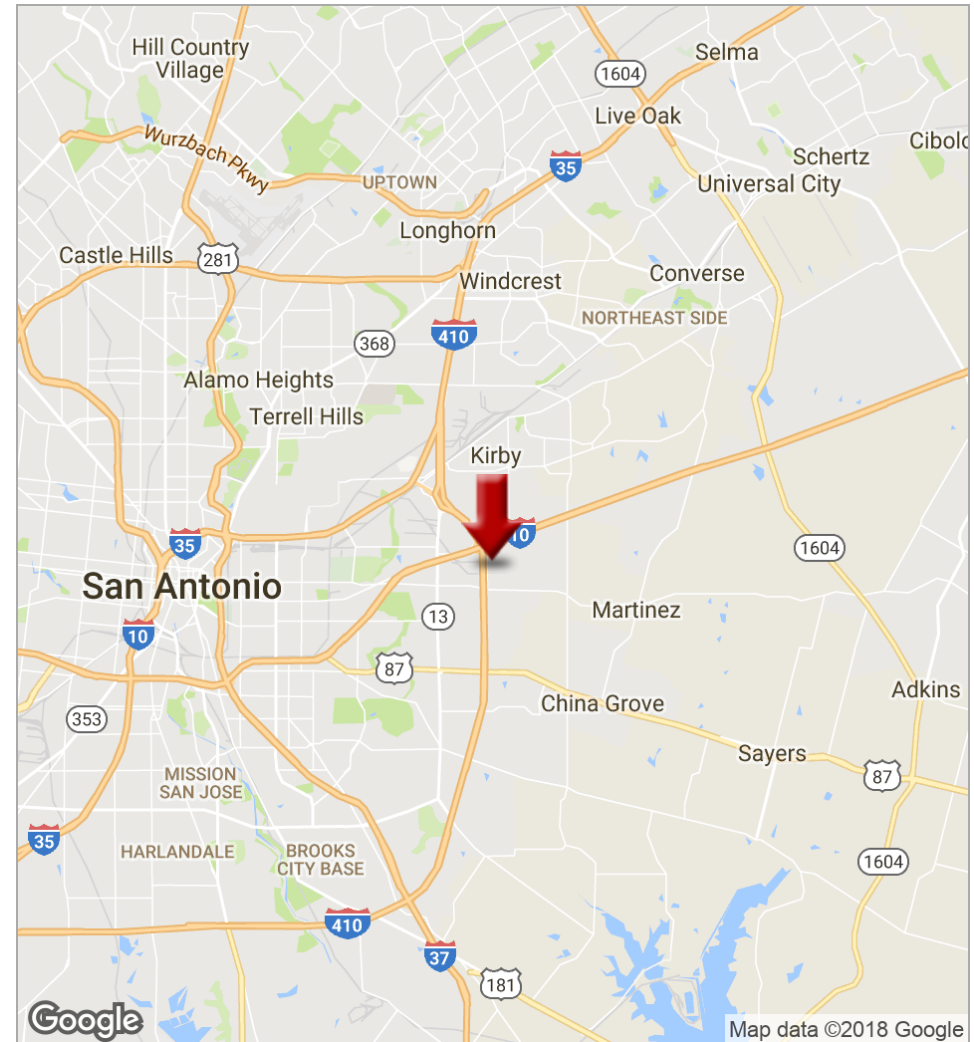 Hill Country
Village
Selma
1604
Live Oak
Cibolo
Wurzbach Pkwy
35
Schertz
UPTOWN
Universal City
Longhorn
Castle Hills
281
Windcrest
Converse
NORTHEAST SIDE
410
368
Alamo Heights
Terrell Hills
Kirby
10
35
1604
San Antonio
Martinez
13
10
87
Adkins
China Grove
353
Sayers
MISSION
SAN JOSE
87
35
HARLANDALE
BROOKS
CITY BASE
1604
410
37
181
Google
Map data ©2018 Google